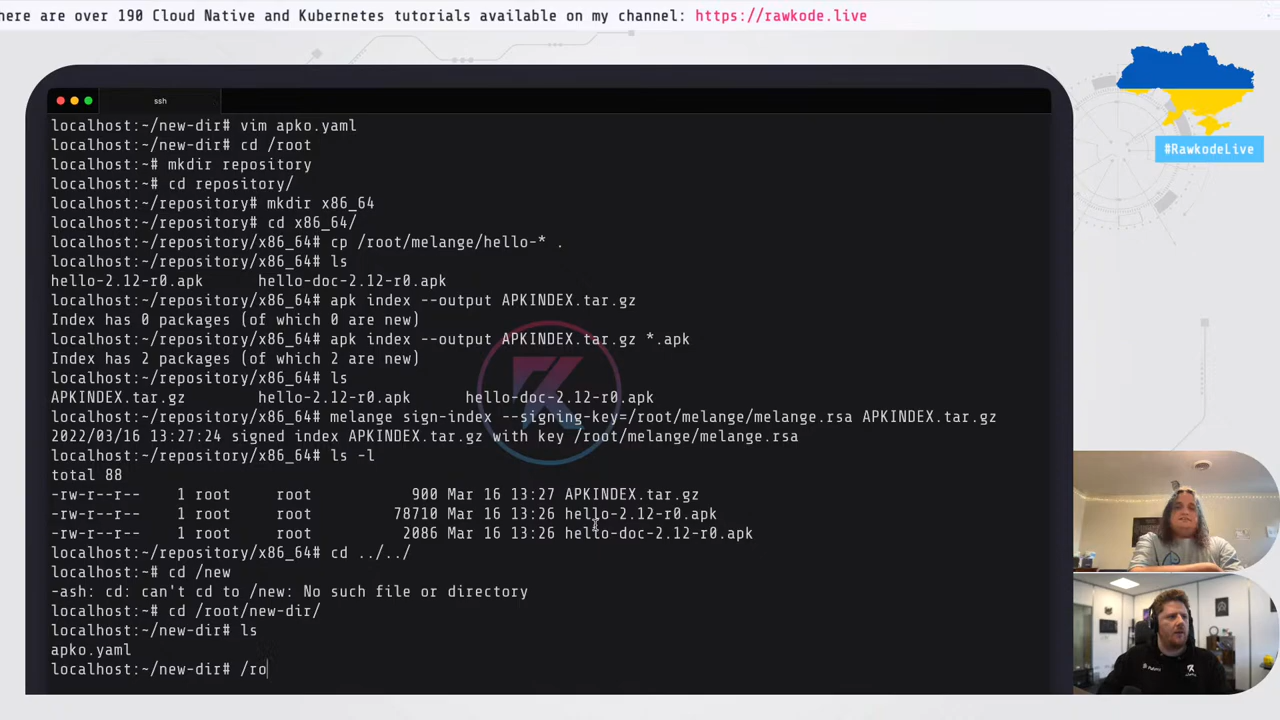 here are over 190 Cloud Native and Kubernetes tutorials available on my channel: https://rawkode.live
ssh
localhost:~/new-dir# vim apko.yaml
localhost:~/new-dir# cd /root
localhost:~# mkdir repository
localhost:~# cd repository/
localhost:~/repository# mkdir x86_64
localhost:~/repository# cd x86_64/
localhost:~/repository/x86_64# cp /root/melange/hello-* .
localhost:~/repository/x86_64# ls
hello-2.12-r0.apk hello-doc-2.12-r0.apk
localhost:~/repository/x86_64# apk index --output APKINDEX.tar.gz
Index has 0 packages (of which 0 are new)
localhost:~/repository/x86_64# apk index --output APKINDEX.tar.gz *.apk
Index has 2 packages (of which 2 are new)
localhost:~/repository/x86_64# ls
APKINDEX.tar.gz hello-2.12-r0.apk hello-doc-2.12-r0.apk
localhost:~/repository/x86_64# melange sign-index --signing-key=/root/melange/melange.rsa APKINDEX.tar.gz
2022/03/16 13:27:24 signed index APKINDEX.tar.gz with key /root/melange/melange.rsa
localhost:~/repository/x86_64# ls -l
total 88
-rw-r--r-- 1 root root 900 Mar 16 13:27 APKINDEX.tar.gz
-rw-r--r-- 1 root root 78710 Mar 16 13:26 hello-2.12-r0.apk
-rw-r--r-- 1 root root 2086 Mar 16 13:26 hello-doc-2.12-r0.apk
localhost:~/repository/x86_64# cd ../../
localhost:~# cd /new
-ash: cd: can't cd to /new: No such file or directory
localhost:~# cd /root/new-dir/
localhost:~/new-dir# ls
apko.yaml
localhost:~/new-dir# /ro
#RawkodeLive